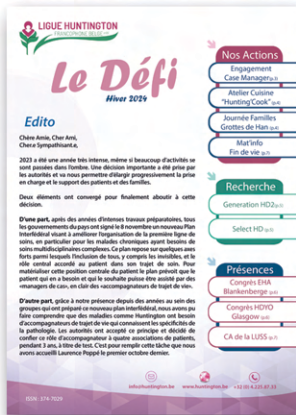 LIGUE HUNTINGTON
FRANCOPHONE BELGE
Le Défi
Hiver 2024
Edito
Chère Amie, Cher Ami,
Cher.e Sympathisant.e,
2023 a été une année très intense, même si beaucoup d'activités se
sont passées dans l'ombre. Une décision importante a été prise par
les autorités et va nous permettre d'élargir progressivement la prise
en charge et le support des patients et des familles.
Deux éléments ont convergé pour finalement aboutir à cette
décision.
D'une part, après des années d'intenses travaux préparatoires, tous
les gouvernements du pays ont signé le 8 novembre un nouveau Plan
Interfédéral visant à améliorer l'organisation de la première ligne de
soins, en particulier pour les malades chroniques ayant besoins de
soins multidisciplinaires complexes. Ce plan repose sur quelques axes
forts parmi lesquels l'inclusion de tous, y compris les invisibles, et le
rôle central accordé au patient dans son trajet de soin. Pour
matérialiser cette position centrale du patient le plan prévoit que le
patient qui en a besoin et qui le souhaite puisse être assisté par des
«managers de cas», en clair des «accompagnateurs de trajet de vie».
D'autre part, grâce à notre présence depuis des années au sein des
groupes qui ont préparé ce nouveau plan interfédéral, nous avons pu
faire comprendre que des malades comme Huntington ont besoin
d'accompagnateurs de trajet de vie qui connaissent les spécificités de
la pathologie. Les autorités ont accepté ce principe et décidé de
confier ce rôle d'accompagnateur à quatre associations de patients,
pendant 3 ans, à titre de test. C'est pour remplir cette tâche que nous
avons accueilli Laurence Poppé le premier octobre dernier.
Nos Actions
Engagement
Case Manager(p.3)
Atelier Cuisine
"Hunting'Cook" (p.4)
Journée Familles
Grottes de Han (p.4)
Mat'info
Fin de vie (p.7)
Recherche
Generation HD2(p.5)
Select HD (p.5)
Présences
Congrès EHA
Blankenberge (p.6)
Congrès HDYO
Glasgow (p.6)
CA de la LUSS (p.7)
info@huntington.be
www.huntington.be
ISSN: